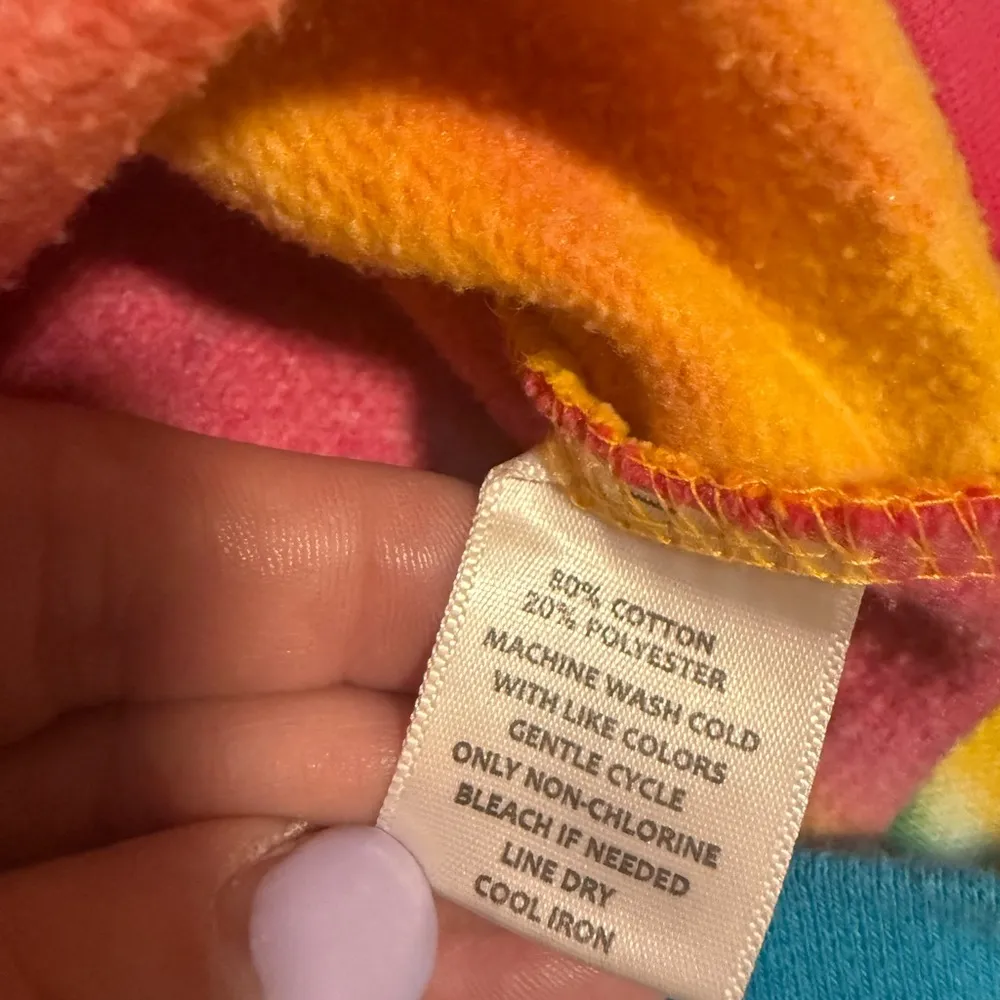 80% COTTON
20% POLYESTER
MACHINE WASH COLD
WITH LIKE COLORS
GENTLE CYCLE
ONLY NON-CHLORINE
BLEACH IF NEEDED
LINE DRY
COOL IRON